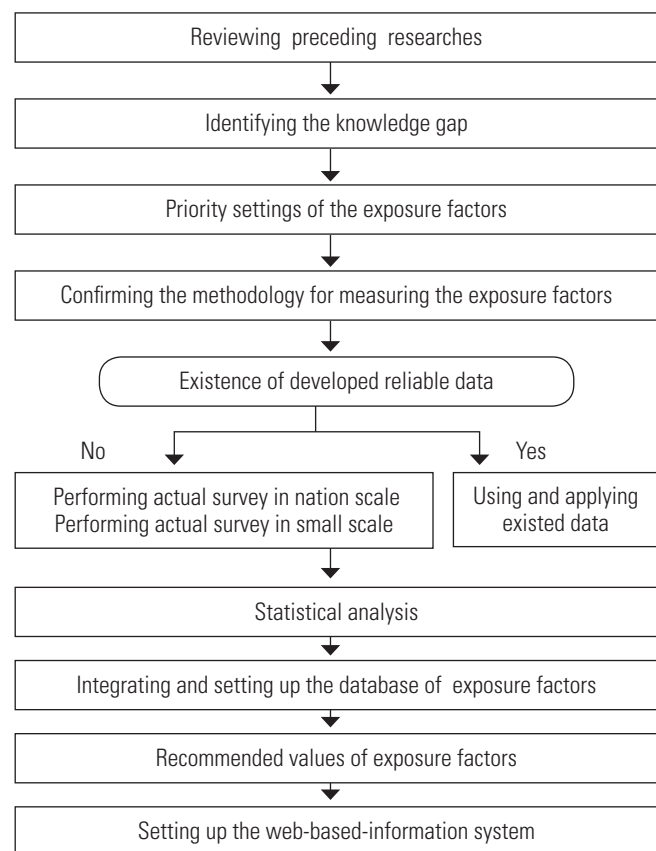 Reviewing preceding researches
Identifying the knowledge gap
Priority settings of the exposure factors
Confirming the methodology for measuring the exposure factors
Existence of developed reliable data
No
Yes
Performing actual survey in nation scale
Performing actual survey in small scale
Using and applying
existed data
Statistical analysis
Integrating and setting up the database of exposure factors
Recommended values of exposure factors
Setting up the web-based-information system